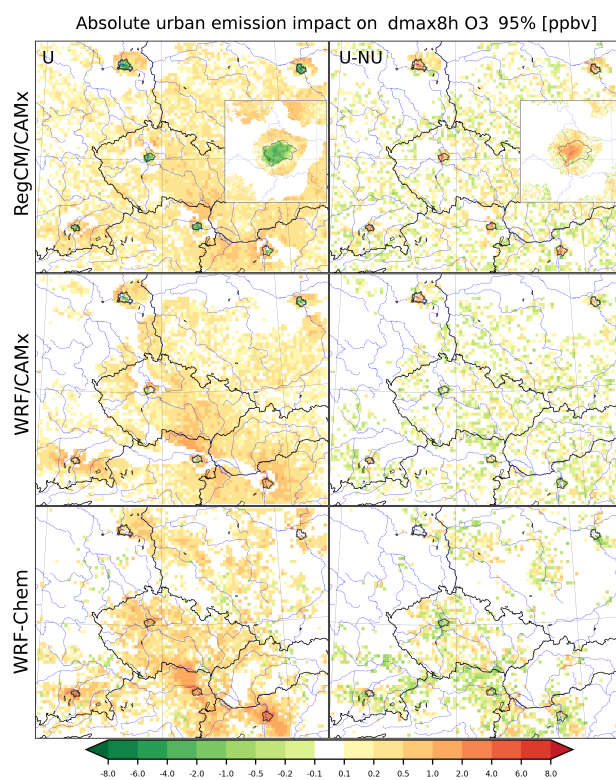 Absolute urban emission impact on dmax8h O3 95% [ppbv]
U
U-NU
RegCM/CAMx
WRF/CAMx
WRF-Chem
-8.0 -6.0 -4.0 -2.0 -1.0 -0.5 -0.2 -0.1 0.1 0.2 0.5 1.0 2.0 4.0 6.0 8.0